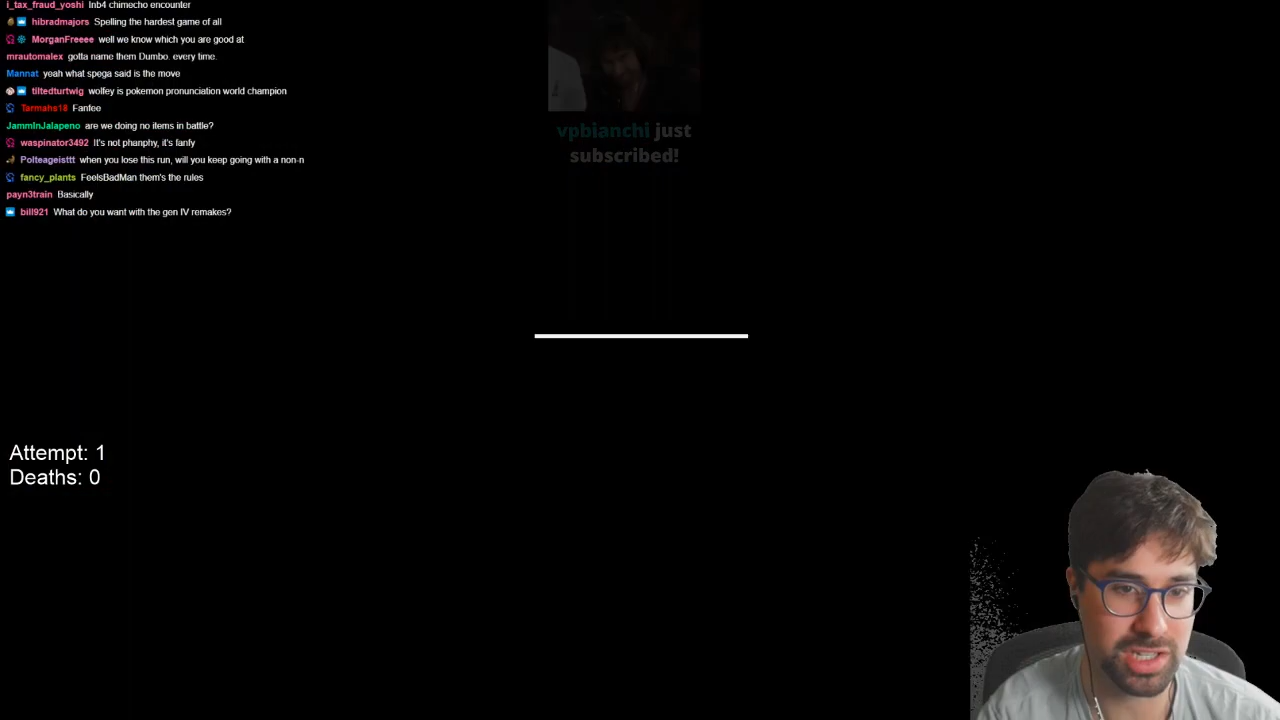 i_tax_fraud_yoshi Inb4 chimecho encounter
hibradmajors Spelling the hardest game of all
MorganFreeee well we know which you are good at
mrautomalex gotta name them Dumbo. every time.
Mannat yeah what spega said is the move
tiltedturtwig wolfey is pokemon pronunciation world champion
Tarmahs18 Fanfee
JammInJalapeno are we doing no items in battle?
waspinator3492 It's not phanphy, it's fanfy
Polteageisttt when you lose this run, will you keep going with a non-n
fancy_plants FeelsBadMan them's the rules
payn3train Basically
bill921 What do you want with the gen IV remakes?
vpbianchi just
subscribed!
Attempt: 1
Deaths: 0